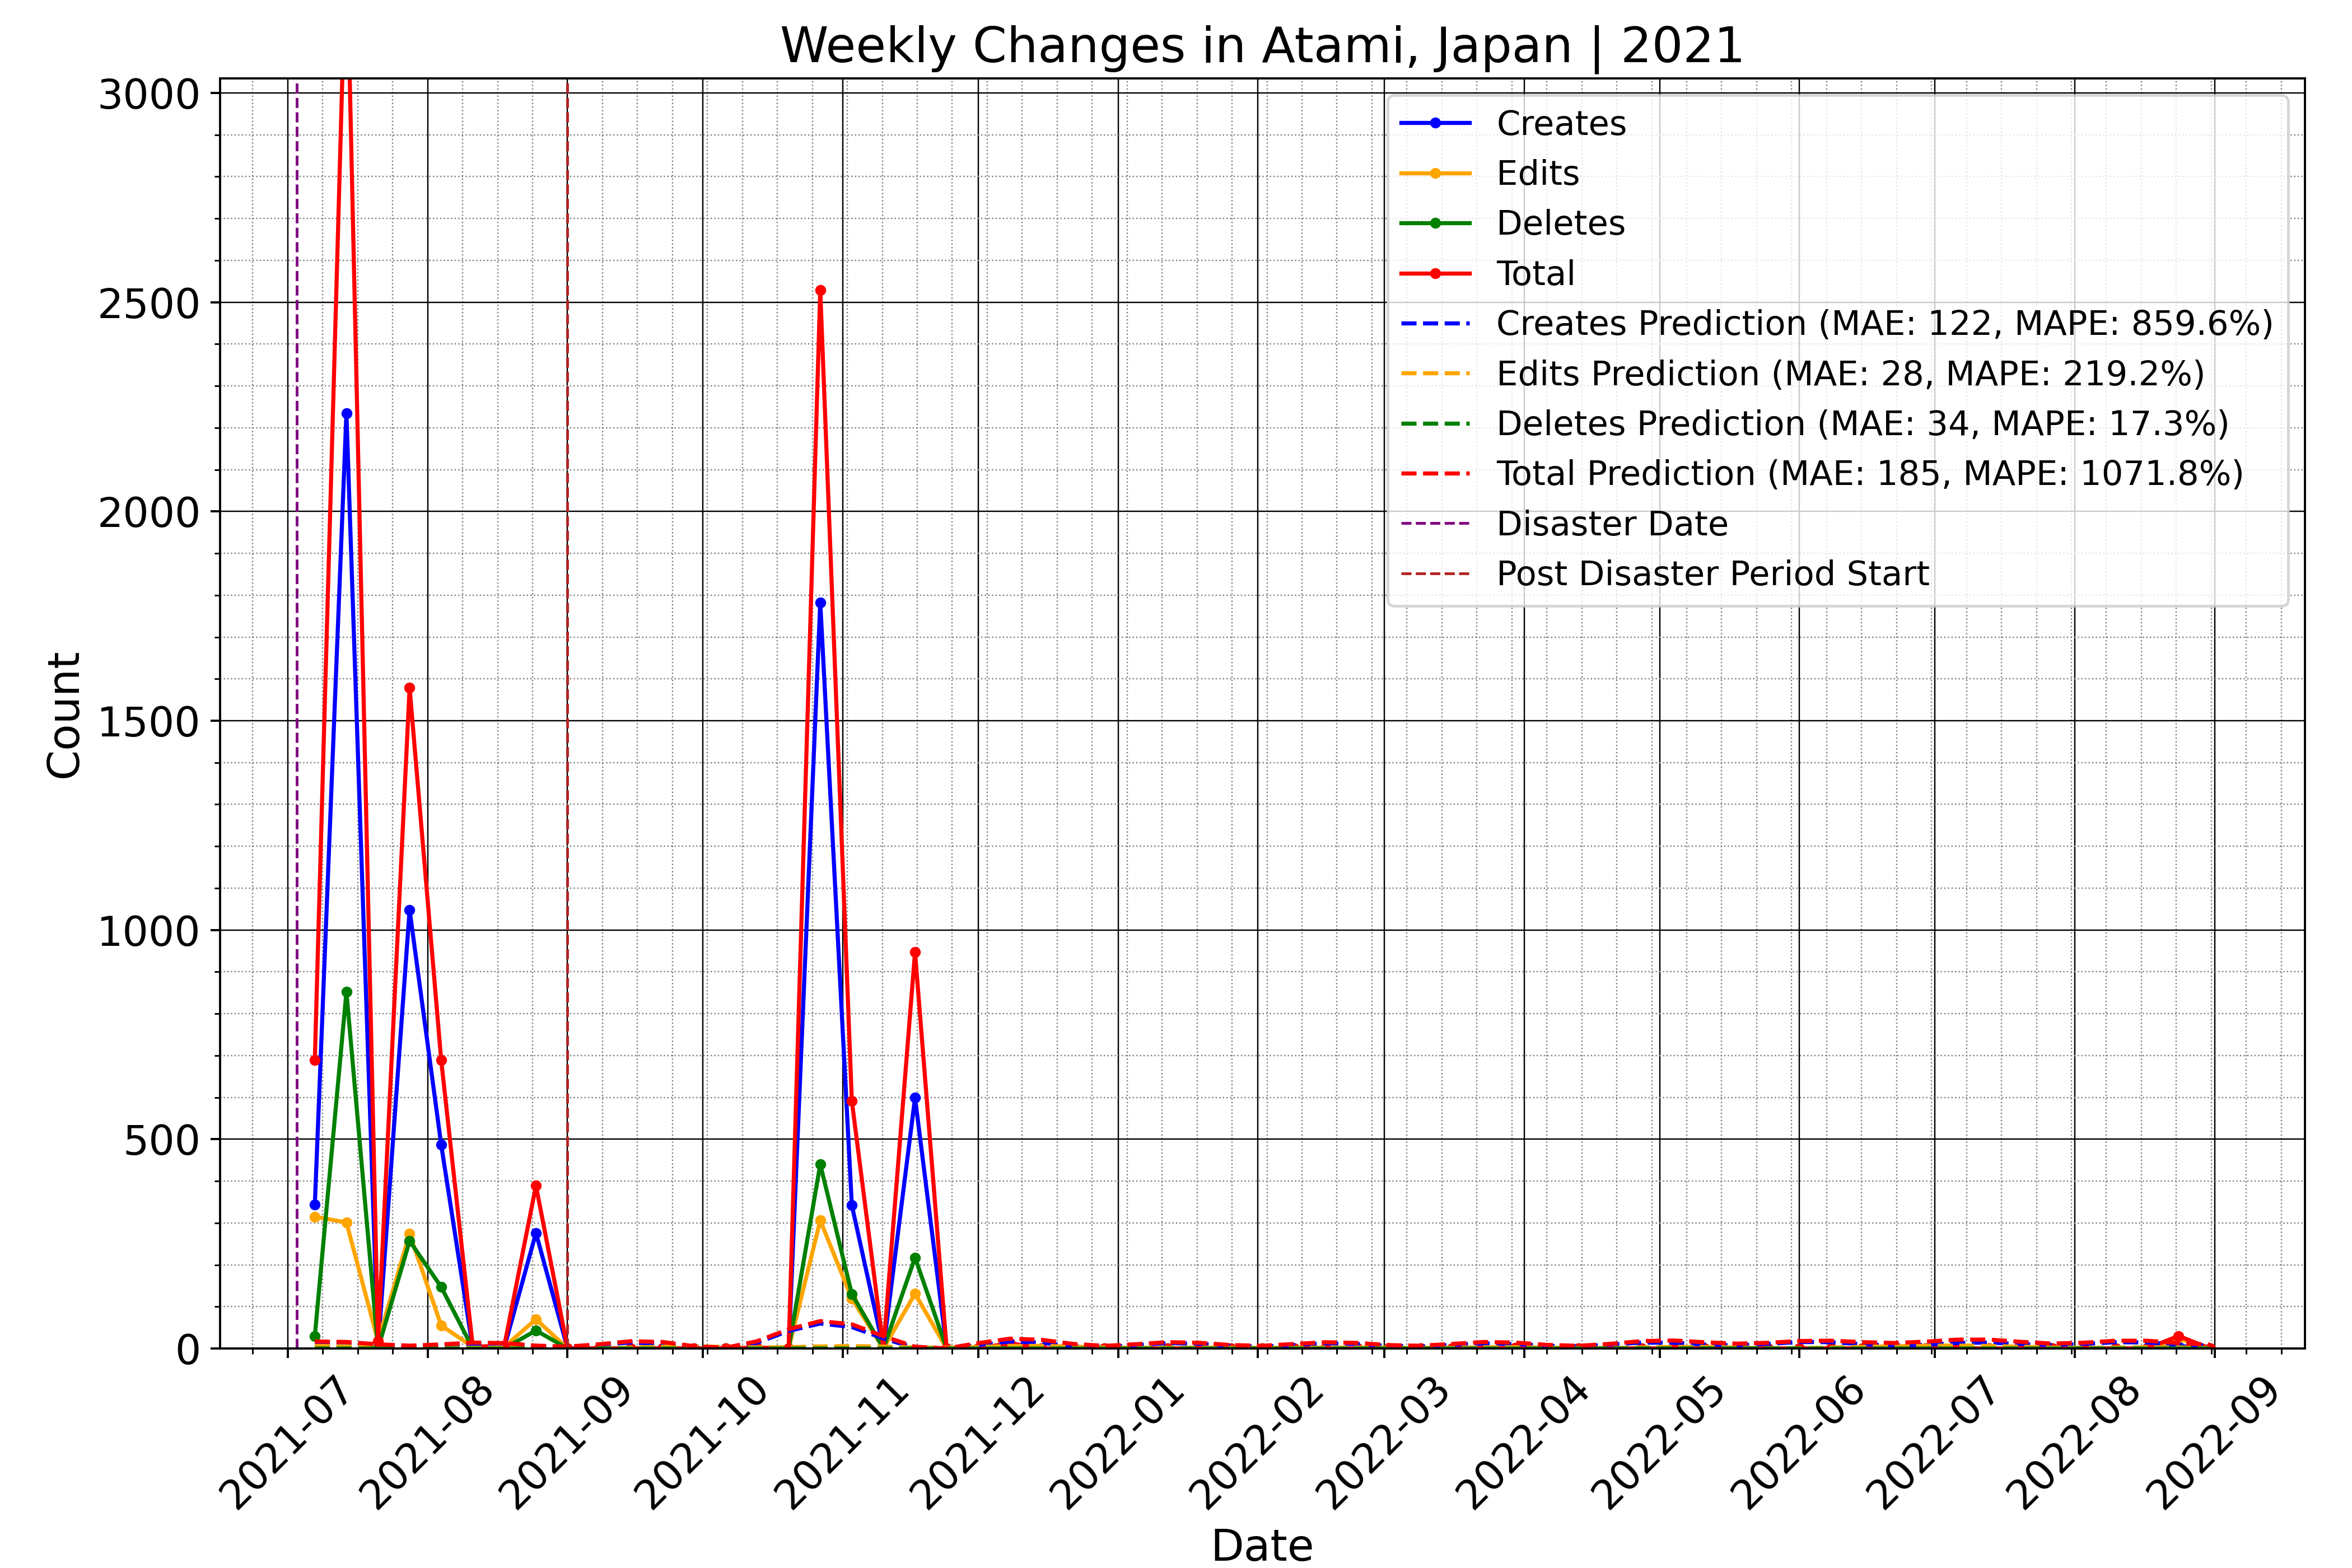 Weekly Changes in Atami, Japan | 2021
3000
2500
2000
1500
1000
500
0
Count
Creates
Edits
Deletes
Total
Creates Prediction (MAE: 122, MAPE: 859.6%)
Edits Prediction (MAE: 28, MAPE: 219.2%)
Deletes Prediction (MAE: 34, MAPE: 17.3%)
Total Prediction (MAE: 185, MAPE: 1071.8%)
Disaster Date
Post Disaster Period Start
2021-07
2021-08
2021-09
2021-10
2021-11
2021-12
2022-01
2022-02
2022-03
2022-04
2022-05
2022-06
2022-07
2022-08
2022-09
Date